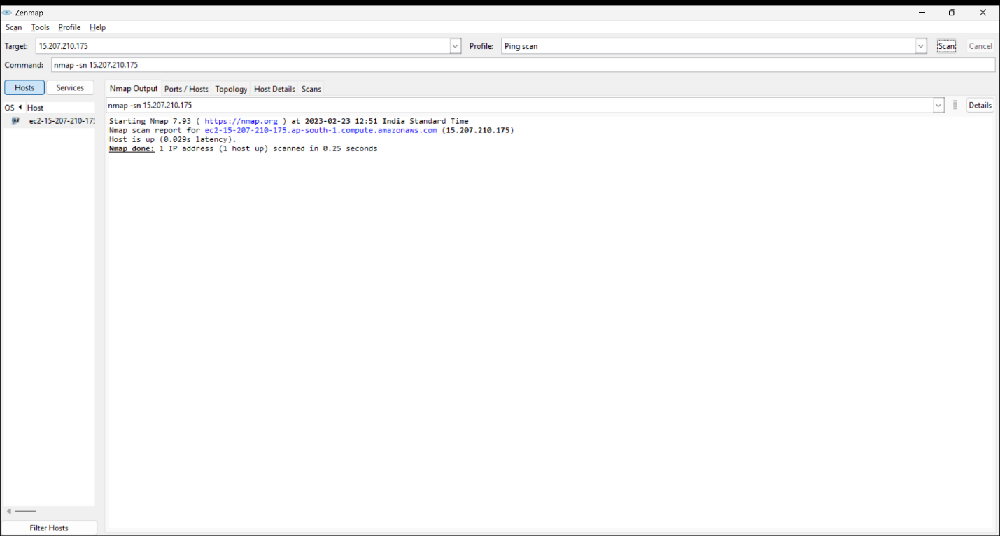 Zenmap
Scan Tools Profile Help
Target: 15.207.210.175 Profile: Ping scan Scan Cancel
Command: nmap -sn 15.207.210.175
Hosts Services Nmap Output Ports / Hosts Topology Host Details Scans
nmap -sn 15.207.210.175 Details
OS Host
ec2-15-207-210-175
Starting Nmap 7.93 ( https://nmap.org ) at 2023-02-23 12:51 India Standard Time
Nmap scan report for ec2-15-207-210-175.ap-south-1.compute.amazonaws.com (15.207.210.175)
Host is up (0.029s latency).
Nmap done: 1 IP address (1 host up) scanned in 0.25 seconds
Filter Hosts